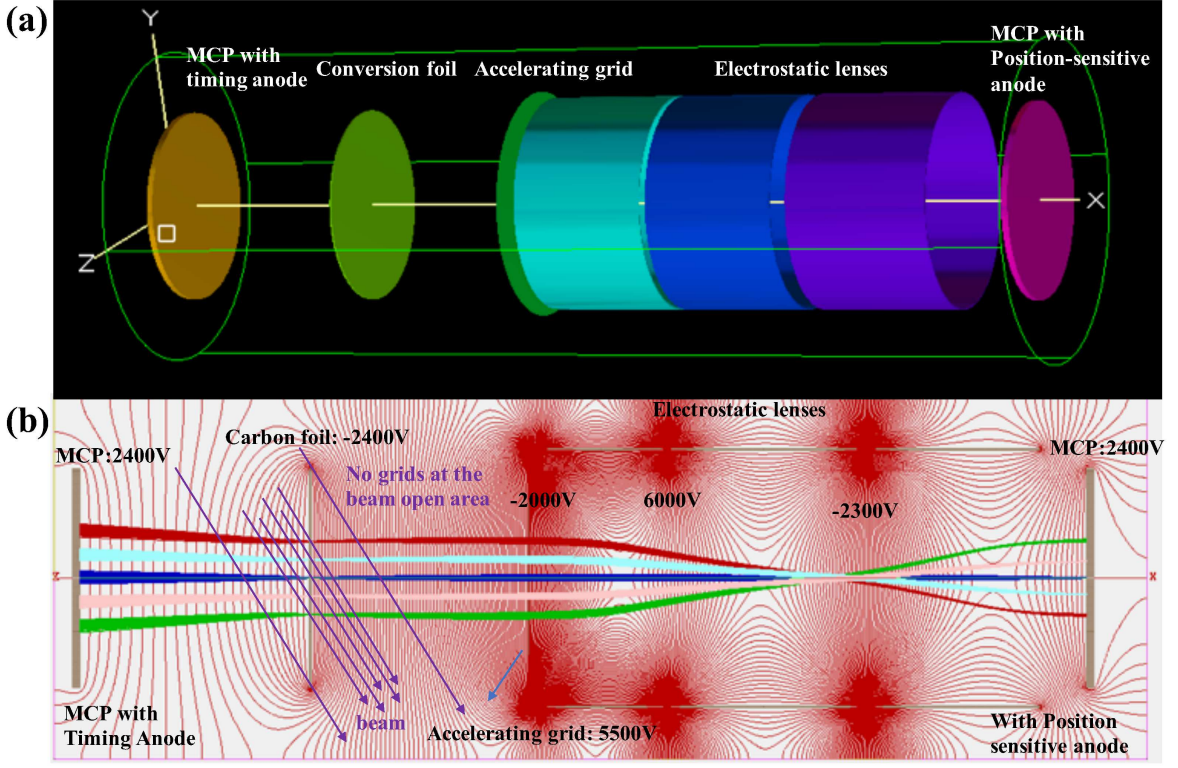 (a)
Y
MCP with
timing anode
Conversion foil
Accelerating grid
Electrostatic lenses
MCP with
Position-sensitive
anode
X
Z
(b)
Electrostatic lenses
Carbon foil: -2400V
MCP:2400V
MCP:2400V
No grids at the
beam open area
-2000V
6000V
-2300V
x
beam
MCP with
Timing Anode
Accelerating grid: 5500V
With Position
sensitive anode